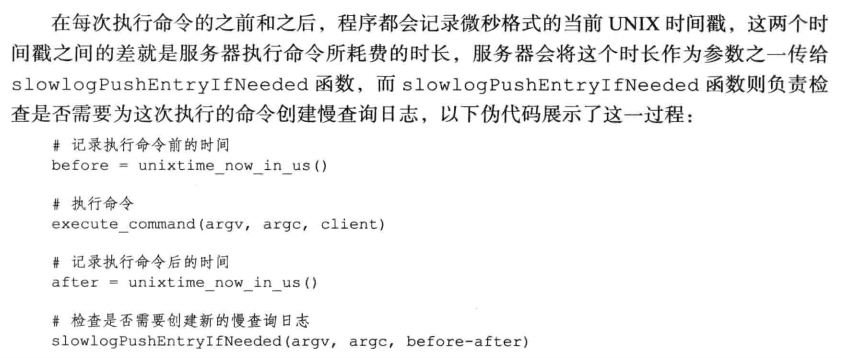 在每次执行命令的之前和之后，程序都会记录微秒格式的当前 UNIX 时间戳，这两个时
间戳之间的差就是服务器执行命令所耗费的时长，服务器会将这个时长作为参数之一传给
slowlogPushEntryIfNeeded 函数，而 slowlogPushEntryIfNeeded 函数则负责检
查是否需要为这次执行的命令创建慢查询日志，以下伪代码展示了这一过程：
# 记录执行命令前的时间
before = unixtime_now_in_us()
# 执行命令
execute_command(argv, argc, client)
# 记录执行命令后的时间
after = unixtime_now_in_us()
# 检查是否需要创建新的慢查询日志
slowlogPushEntryIfNeeded(argv, argc, before-after)